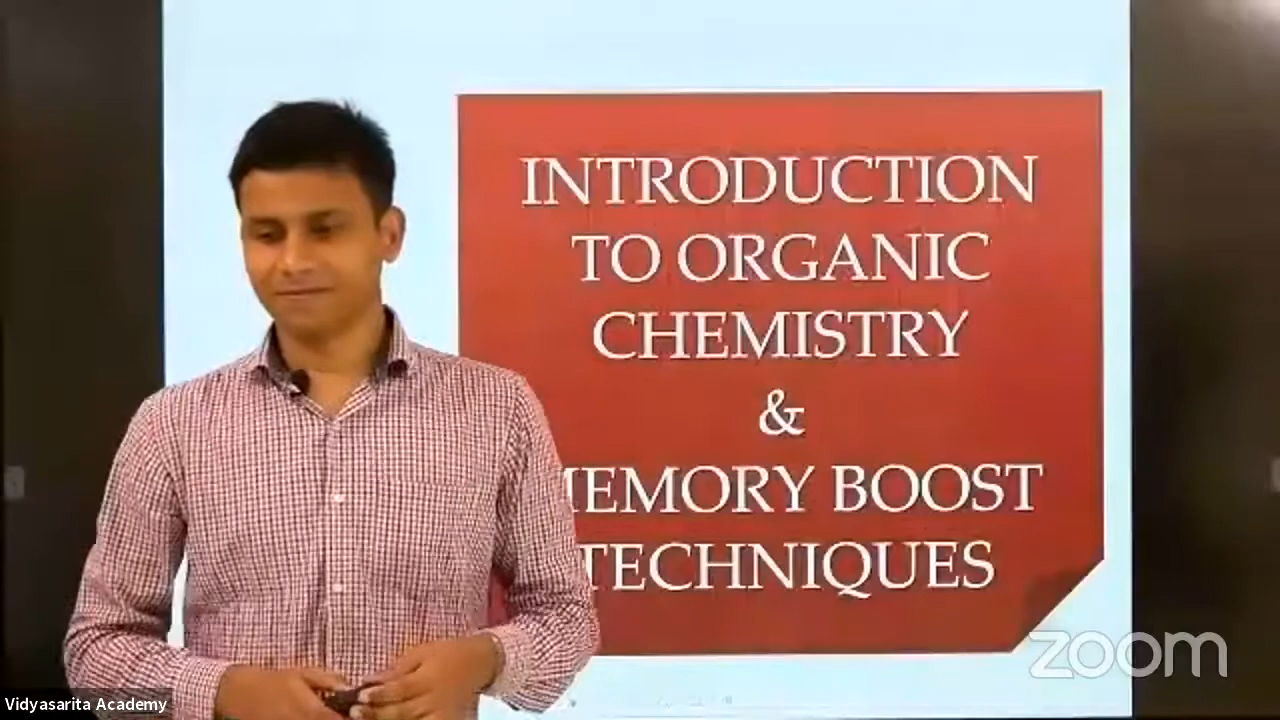 INTRODUCTION
TO ORGANIC
CHEMISTRY
&
MEMORY BOOST
TECHNIQUES
zoom
Vidyasarita Academy